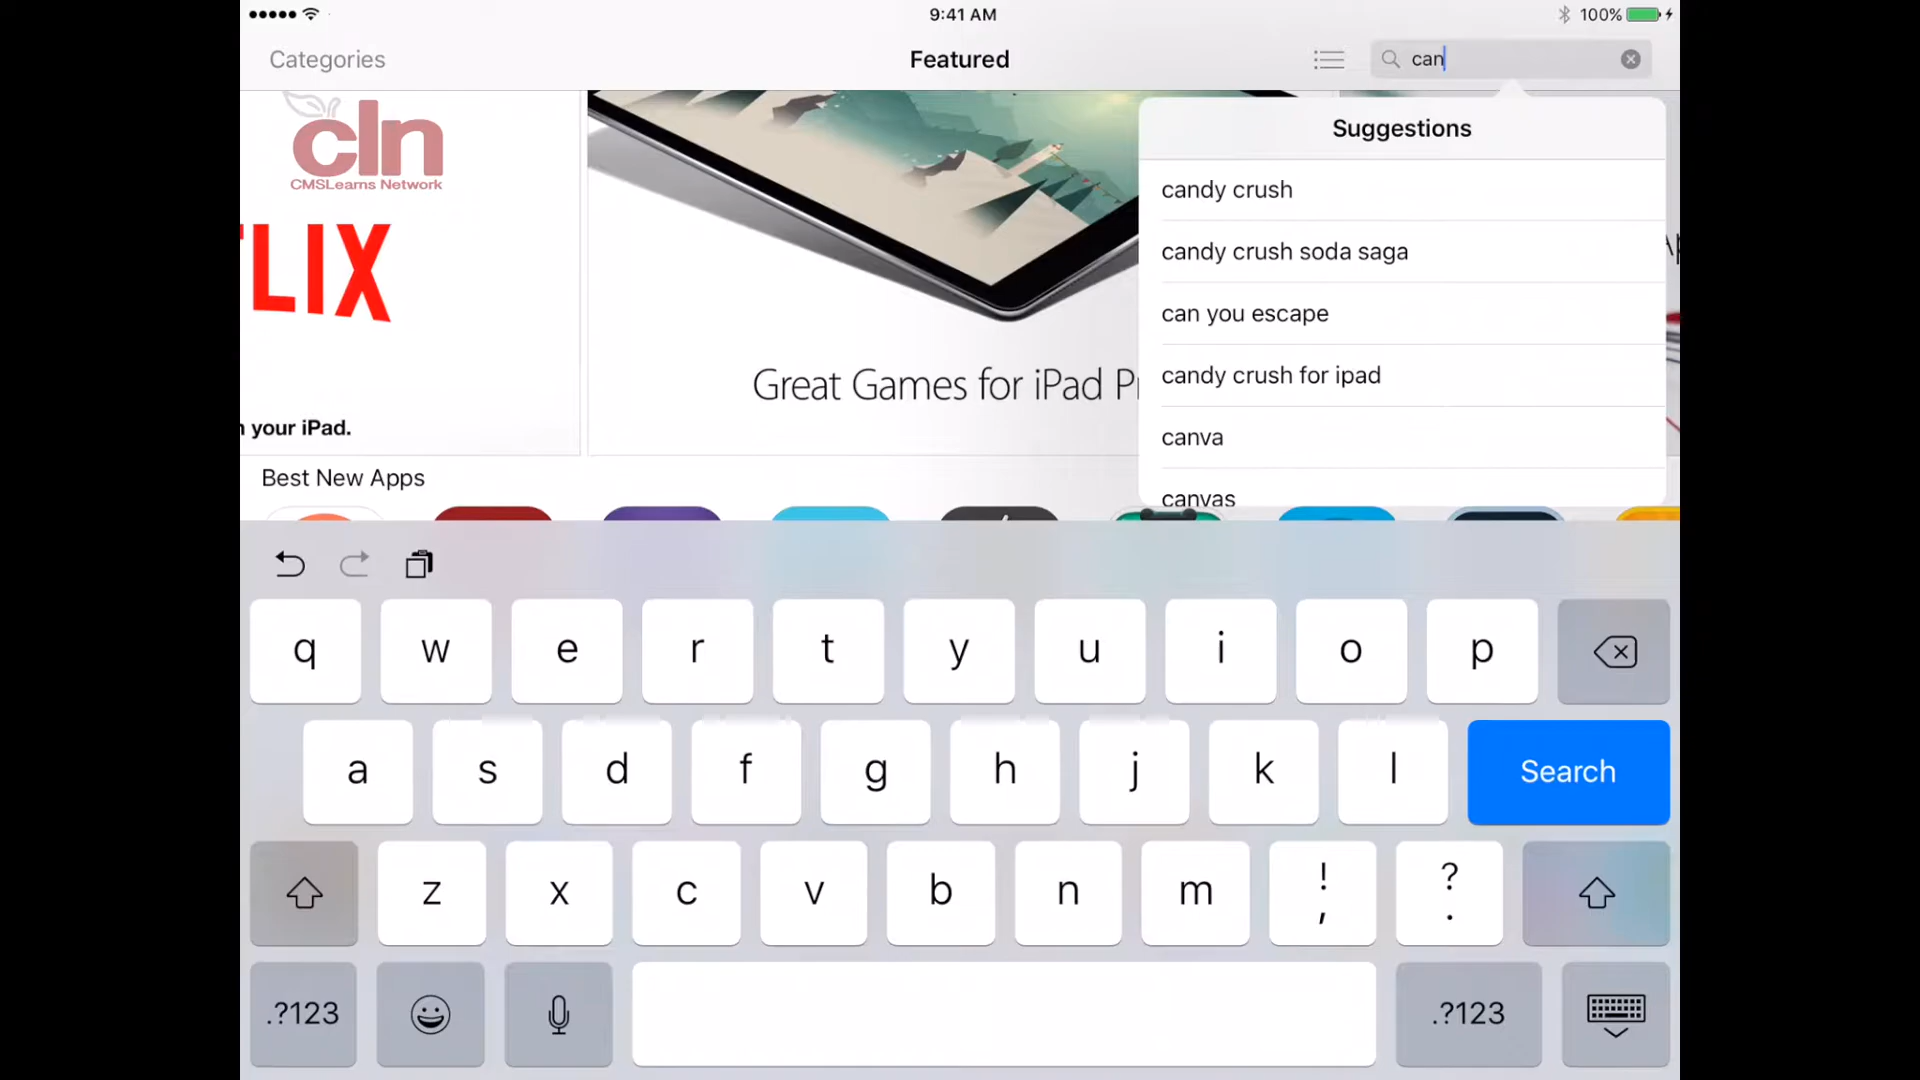 9:41 AM
100%
Categories
Featured
can
cln
CMSLearns Network
Suggestions
candy crush
candy crush soda saga
can you escape
candy crush for ipad
canva
canvas
LIX
Great Games for iPad P
your iPad.
Best New Apps
q w e r t y u i o p
a s d f g h j k l Search
z x c v b n m ! , ? .
.?123 .?123